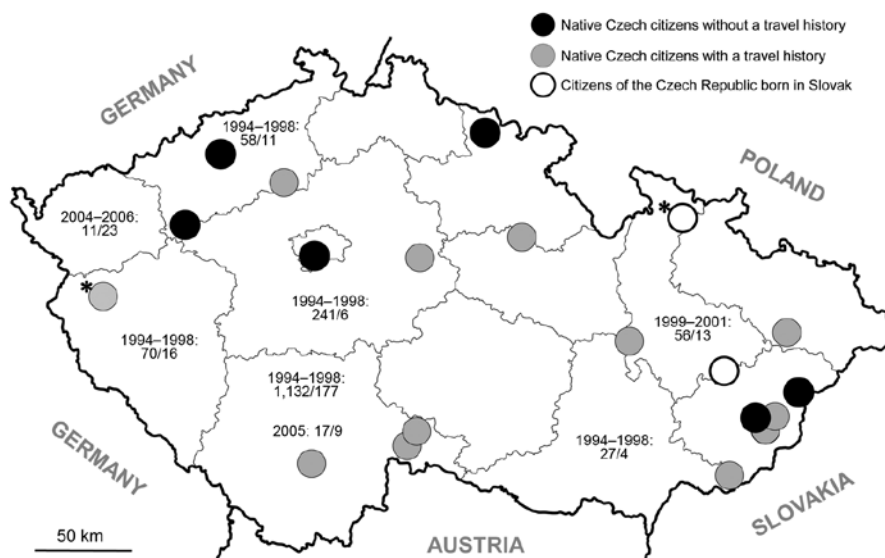 Native Czech citizens without a travel history
Native Czech citizens with a travel history
Citizens of the Czech Republic born in Slovak
GERMANY
POLAND
1994–1998:
58/11
2004–2006:
11/23
*
*
1994–1998:
241/6
1994–1998:
70/16
1999–2001:
56/13
1994–1998:
1,132/177
2005: 17/9
1994–1998:
27/4
GERMANY
SLOVAKIA
AUSTRIA
50 km